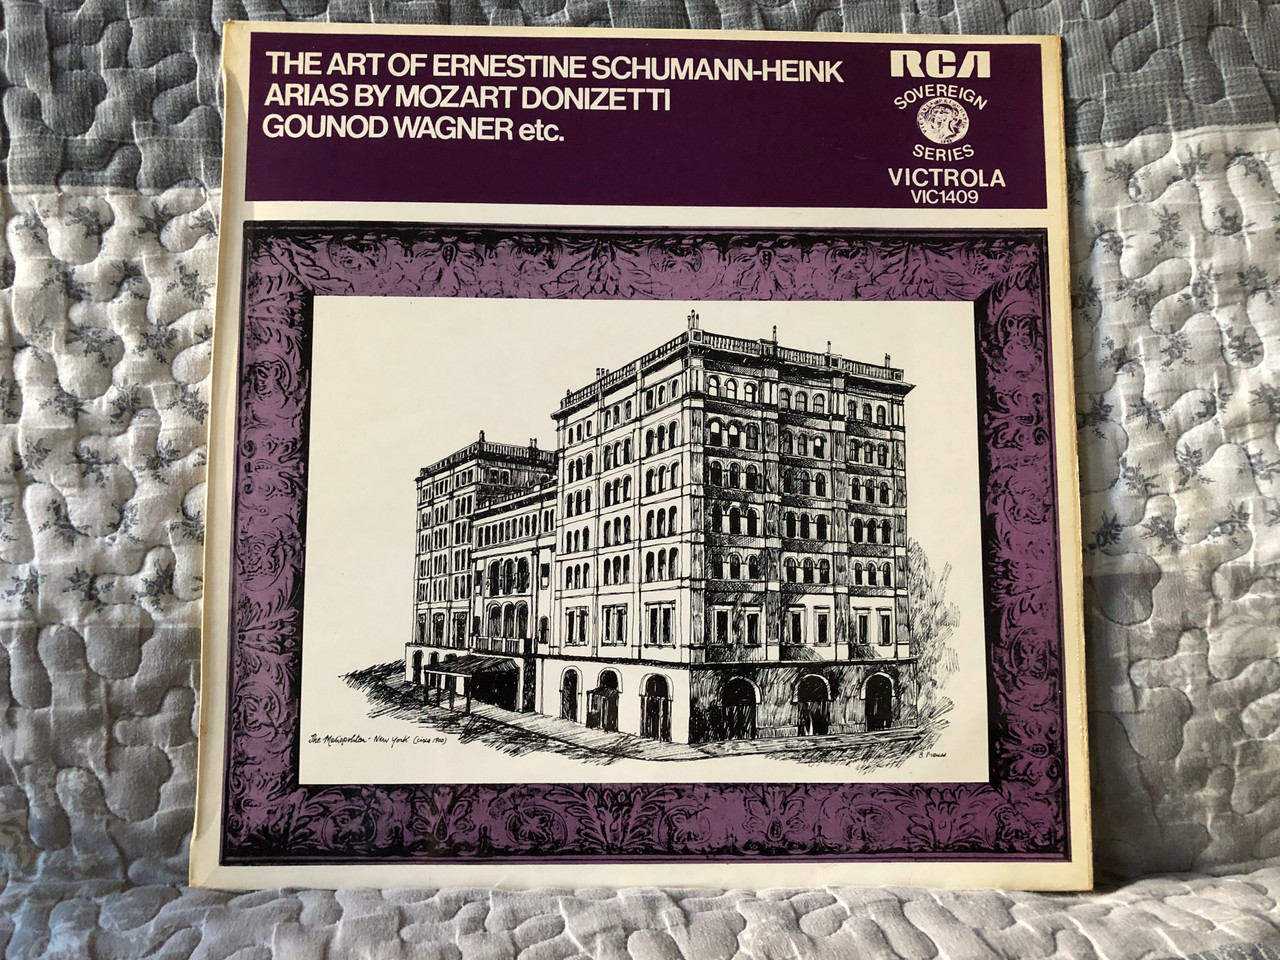 THE ART OF ERNESTINE SCHUMANN-HEINK
ARIAS BY MOZART DONIZETTI
GOUNOD WAGNER etc.
RCA
SOVEREIGN
SERIES
VICTROLA
VIC1409
The Metropolitan - New York (circa 1900)